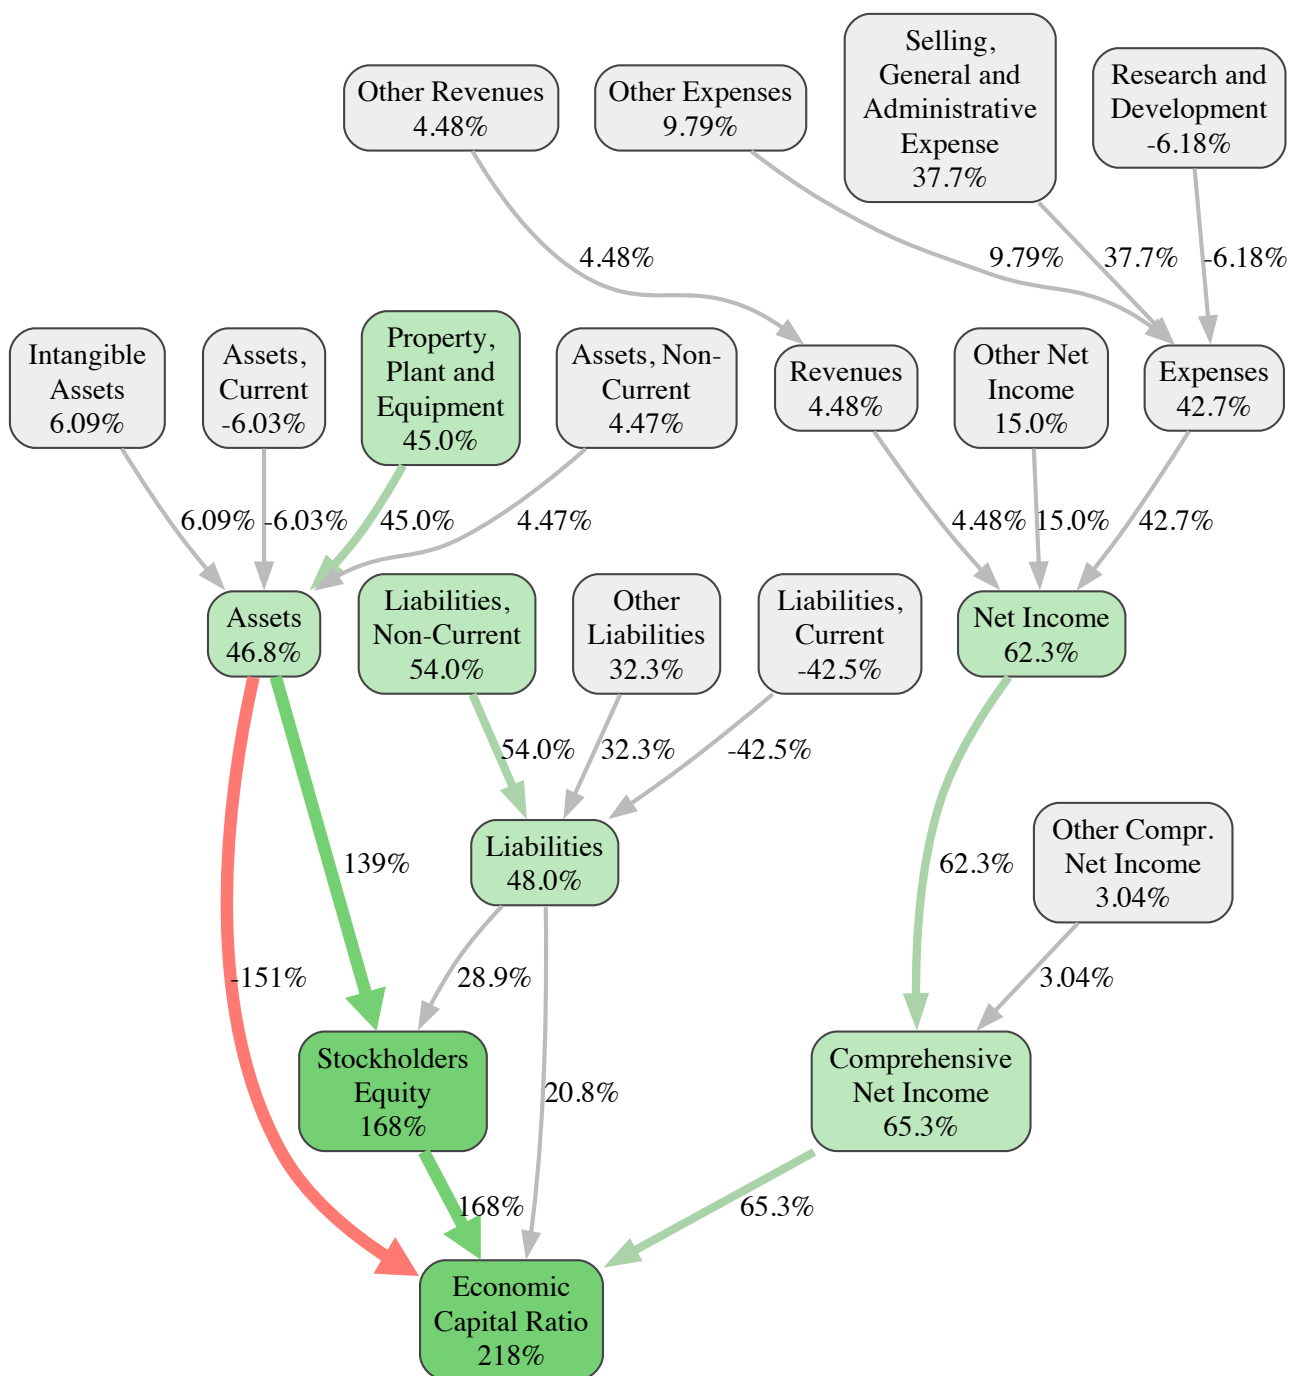 Other Revenues
4.48%
Other Expenses
9.79%
Selling,
General and
Administrative
Expense
37.7%
Research and
Development
-6.18%
4.48%
9.79%
37.7%
-6.18%
Intangible
Assets
6.09%
Assets,
Current
-6.03%
Property,
Plant and
Equipment
45.0%
Assets, Non-
Current
4.47%
Revenues
4.48%
Other Net
Income
15.0%
Expenses
42.7%
6.09%
-6.03%
45.0%
4.47%
4.48%
15.0%
42.7%
Assets
46.8%
Liabilities,
Non-Current
54.0%
Other
Liabilities
32.3%
Liabilities,
Current
-42.5%
Net Income
62.3%
54.0%
32.3%
-42.5%
139%
Liabilities
48.0%
62.3%
Other Compr.
Net Income
3.04%
-151%
28.9%
3.04%
Stockholders
Equity
168%
20.8%
Comprehensive
Net Income
65.3%
168%
65.3%
Economic
Capital Ratio
218%